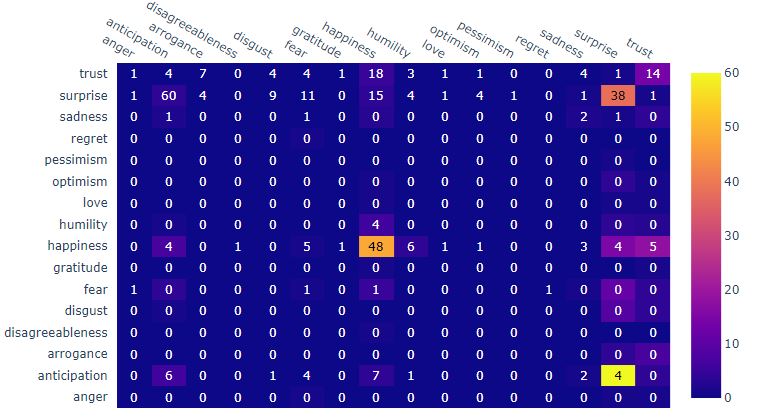 anger anticipation arrogance disagreeableness disgust fear gratitude happiness humility love optimism pessimism regret sadness surprise trust
trust 1 4 7 0 4 4 1 18 3 1 1 0 0 4 1 14
surprise 1 60 4 0 9 11 0 15 4 1 4 1 0 1 38 1
sadness 0 1 0 0 0 1 0 0 0 0 0 0 0 2 1 0
regret 0 0 0 0 0 0 0 0 0 0 0 0 0 0 0 0
pessimism 0 0 0 0 0 0 0 0 0 0 0 0 0 0 0 0
optimism 0 0 0 0 0 0 0 0 0 0 0 0 0 0 0 0
love 0 0 0 0 0 0 0 0 0 0 0 0 0 0 0 0
humility 0 0 0 0 0 0 0 4 0 0 0 0 0 0 0 0
happiness 0 4 0 1 0 5 1 48 6 1 1 0 0 3 4 5
gratitude 0 0 0 0 0 0 0 0 0 0 0 0 0 0 0 0
fear 1 0 0 0 0 1 0 1 0 0 0 0 1 0 0 0
disgust 0 0 0 0 0 0 0 0 0 0 0 0 0 0 0 0
disagreeableness 0 0 0 0 0 0 0 0 0 0 0 0 0 0 0 0
arrogance 0 0 0 0 0 0 0 0 0 0 0 0 0 0 0 0
anticipation 0 6 0 0 1 4 0 7 1 0 0 0 0 2 4 0
anger 0 0 0 0 0 0 0 0 0 0 0 0 0 0 0 0
60
50
40
30
20
10
0